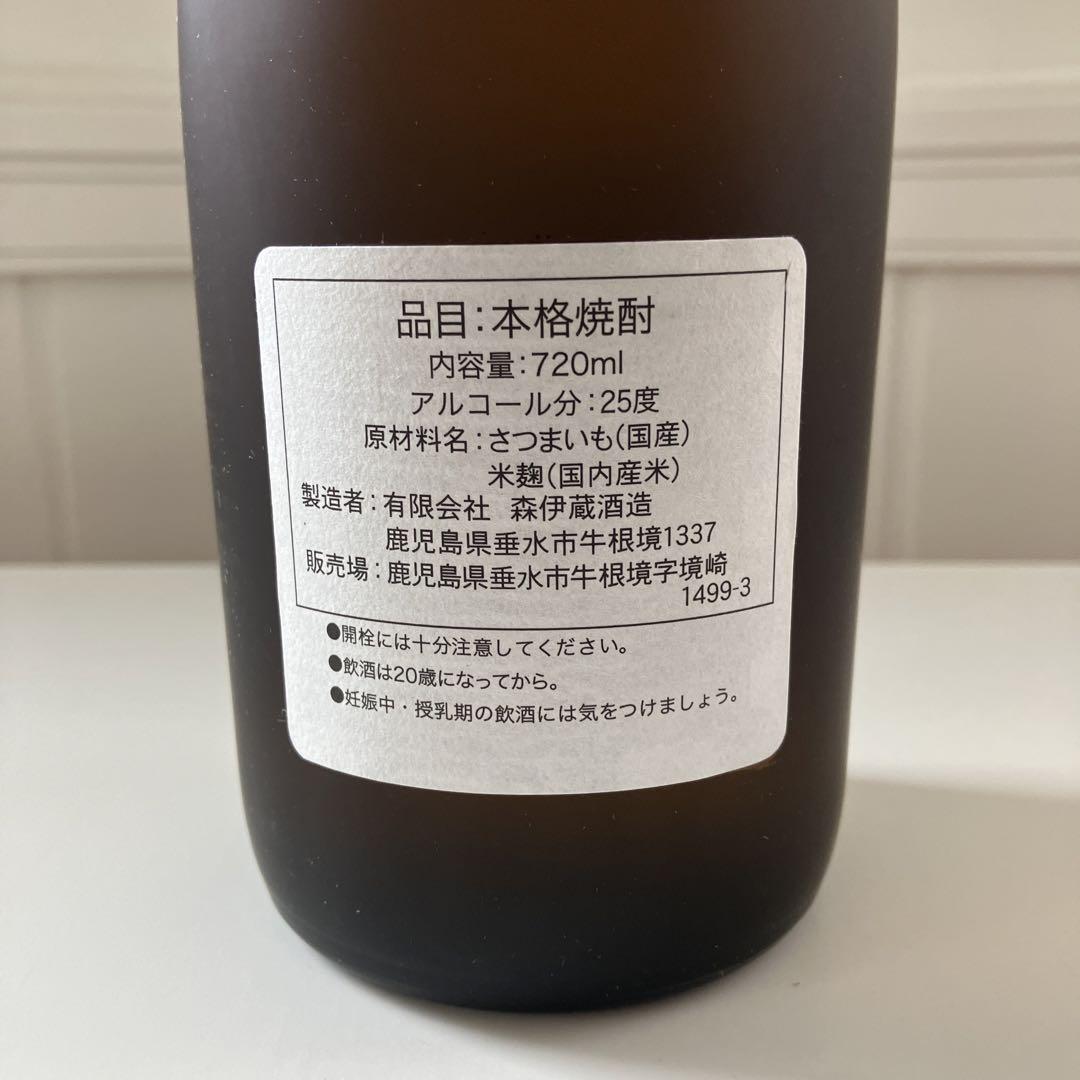 品目:本格焼酎
内容量:720ml
アルコール分:25度
原材料名:さつまいも(国産)
米麹(国内産米)
製造者:有限会社 森伊蔵酒造
鹿児島県垂水市牛根境1337
販売場:鹿児島県垂水市牛根境字境崎
1499-3
●開栓には十分注意してください。
●飲酒は20歳になってから。
●妊娠中・授乳期の飲酒には気をつけましょう。